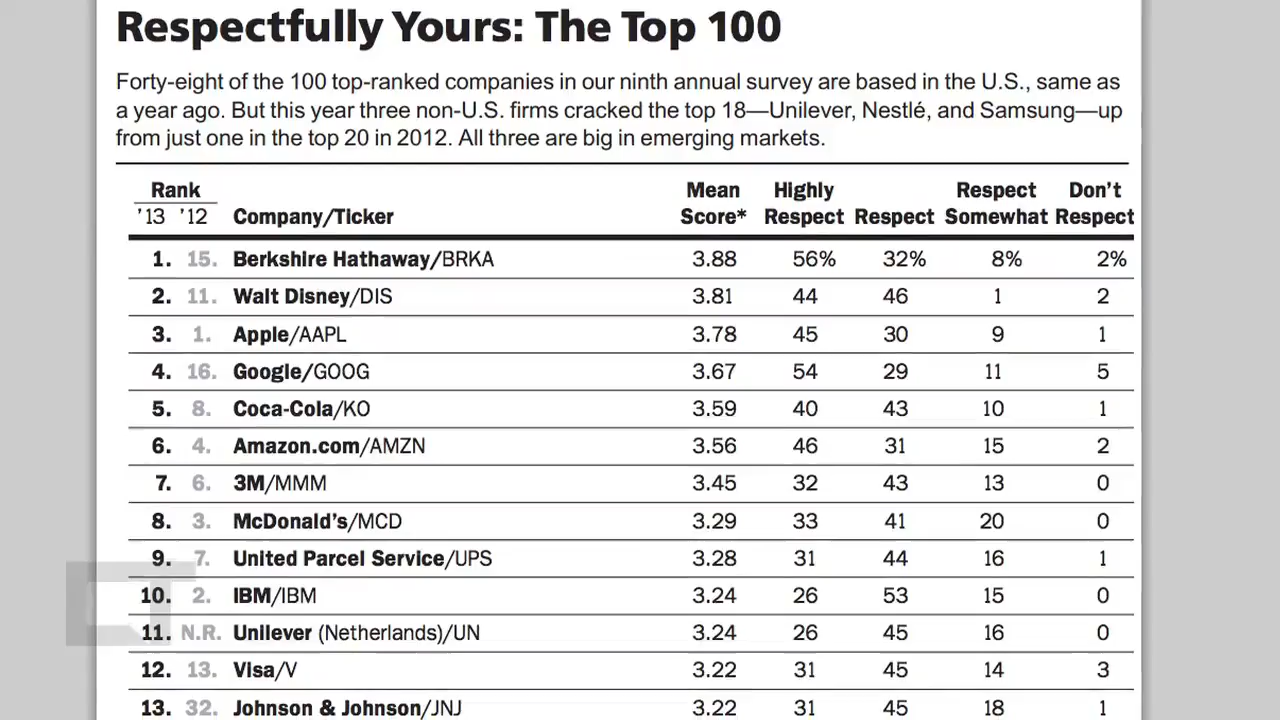 Respectfully Yours: The Top 100
Forty-eight of the 100 top-ranked companies in our ninth annual survey are based in the U.S., same as
a year ago. But this year three non-U.S. firms cracked the top 18—Unilever, Nestlé, and Samsung—up
from just one in the top 20 in 2012. All three are big in emerging markets.
Rank Mean Highly Respect Don't
'13 '12 Company/Ticker Score* Respect Respect Somewhat Respect
1. 15. Berkshire Hathaway/BRKA 3.88 56% 32% 8% 2%
2. 11. Walt Disney/DIS 3.81 44 46 1 2
3. 1. Apple/AAPL 3.78 45 30 9 1
4. 16. Google/GOOG 3.67 54 29 11 5
5. 8. Coca-Cola/KO 3.59 40 43 10 1
6. 4. Amazon.com/AMZN 3.56 46 31 15 2
7. 6. 3M/MMM 3.45 32 43 13 0
8. 3. McDonald's/MCD 3.29 33 41 20 0
9. 7. United Parcel Service/UPS 3.28 31 44 16 1
10. 2. IBM/IBM 3.24 26 53 15 0
11. N.R. Unilever (Netherlands)/UN 3.24 26 45 16 0
12. 13. Visa/V 3.22 31 45 14 3
13. 32. Johnson & Johnson/JNJ 3.22 31 45 18 1